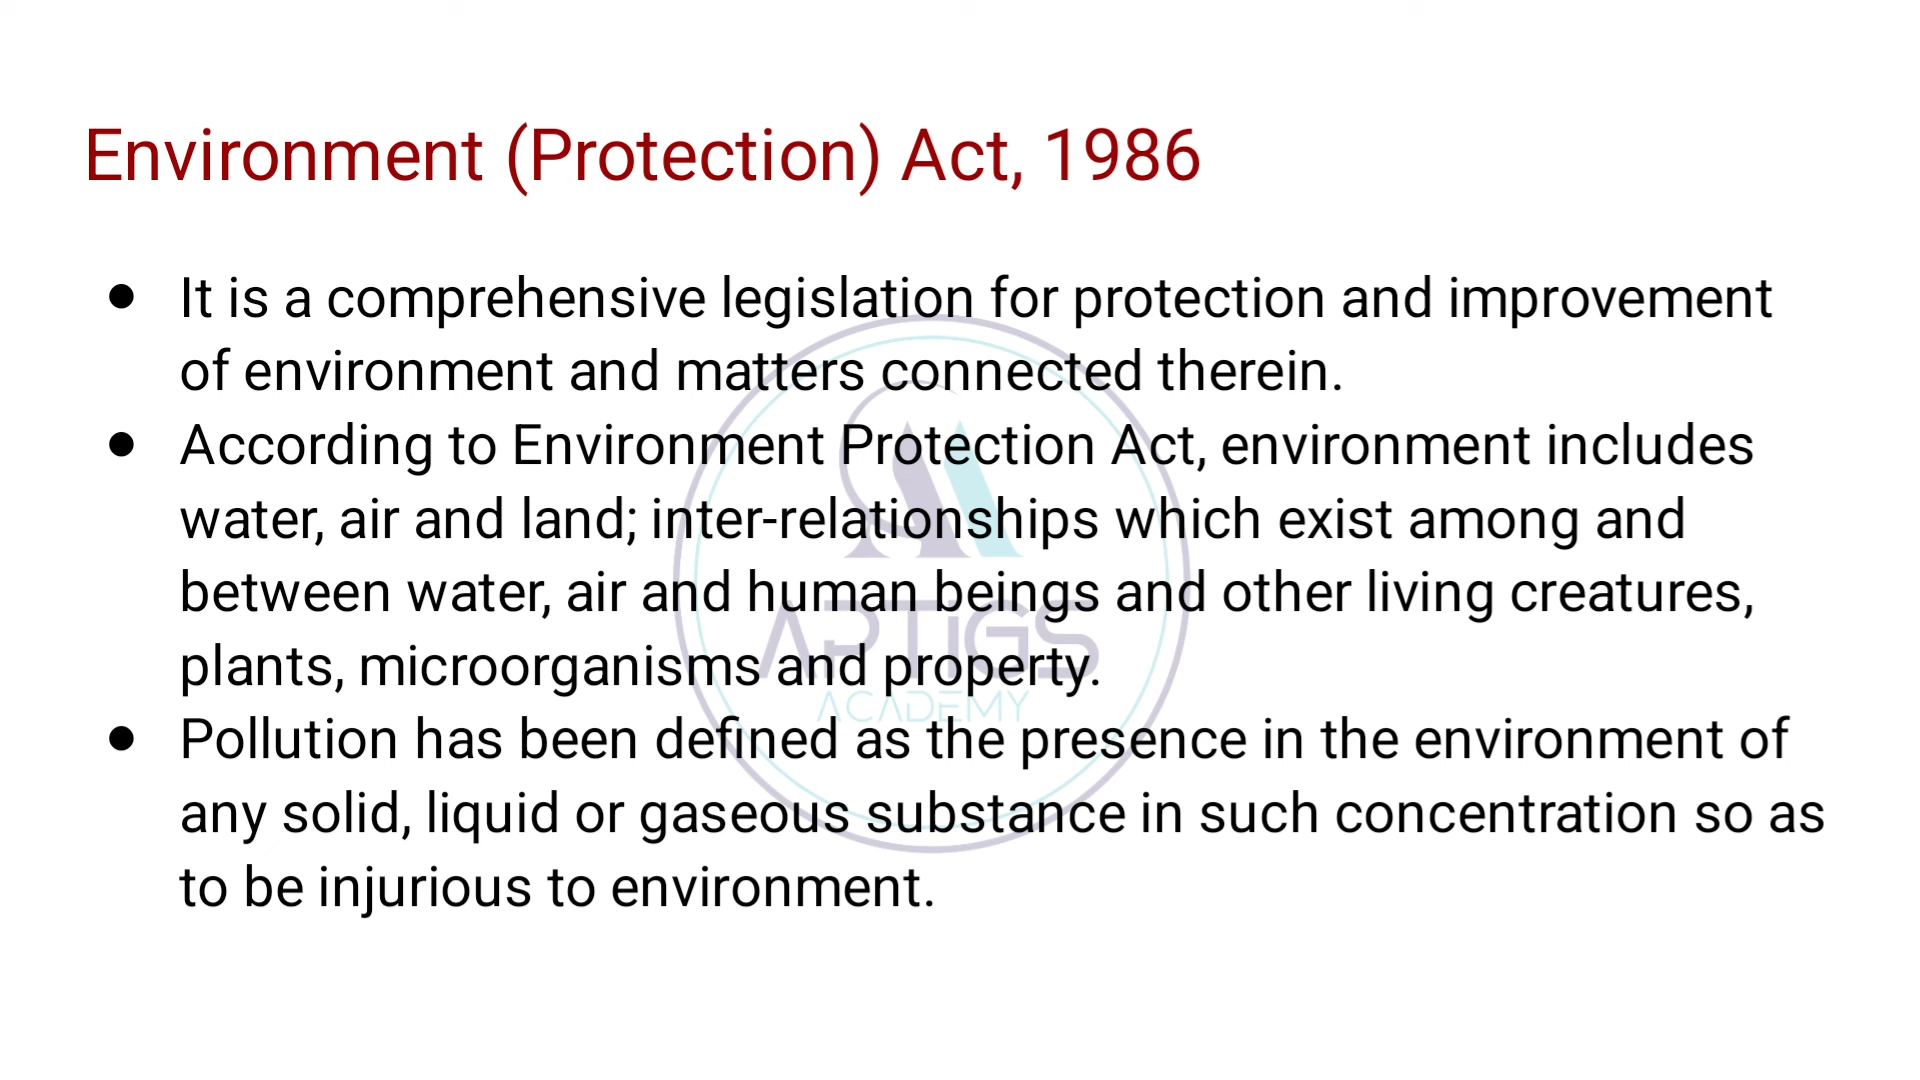 Environment (Protection) Act, 1986
● It is a comprehensive legislation for protection and improvement
of environment and matters connected therein.
● According to Environment Protection Act, environment includes
water, air and land; inter-relationships which exist among and
between water, air and human beings and other living creatures,
plants, microorganisms and property.
● Pollution has been defined as the presence in the environment of
any solid, liquid or gaseous substance in such concentration so as
to be injurious to environment.
APTIGS
ACADEMY